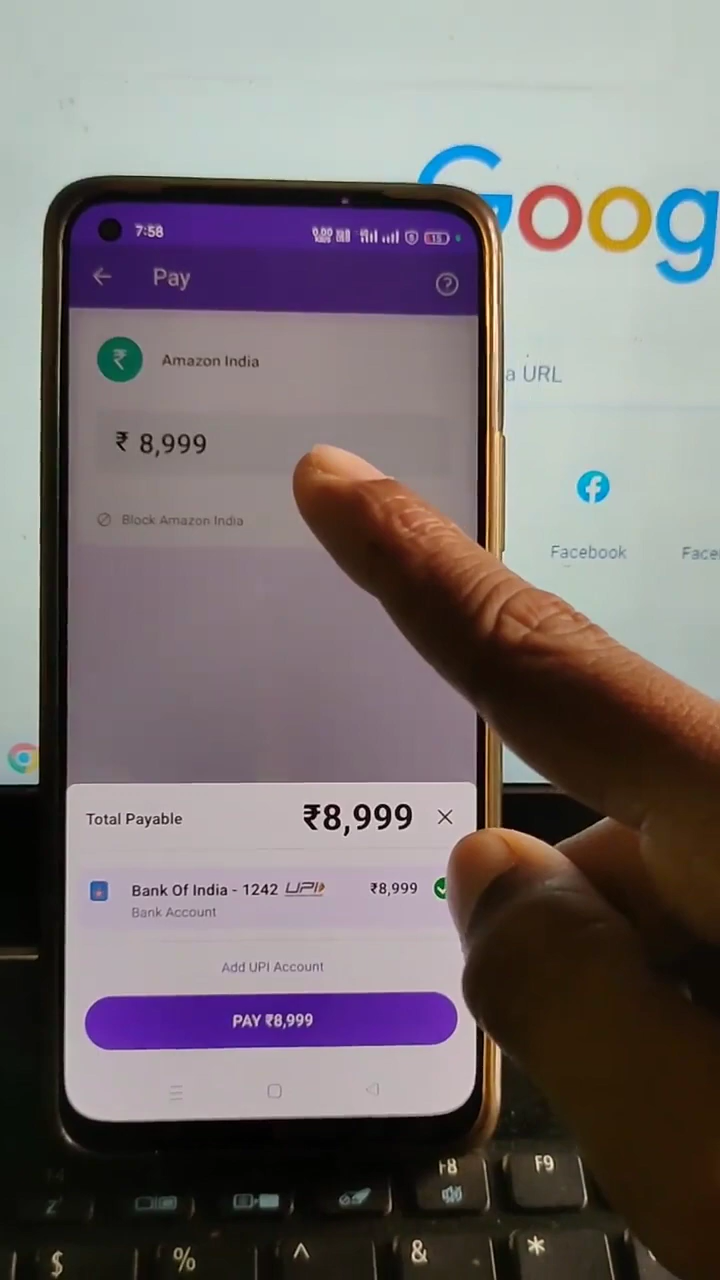 Goog
7:58
Pay
Amazon India
a URL
₹ 8,999
Block Amazon India
Facebook
Face
Total Payable
₹8,999
Bank Of India - 1242 UPI
₹8,999
Bank Account
Add UPI Account
PAY ₹8,999
F8
F9
$
%
^
&
*